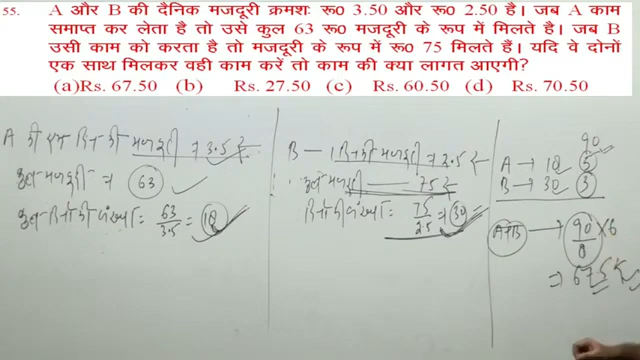 55. A और B की दैनिक मजदूरी क्रमशः रू0 3.50 और रू0 2.50 है। जब A काम
समाप्त कर लेता है तो उसे कुल 63 रू0 मजदूरी के रूप में मिलते है। जब B
उसी काम को करता है तो मजदूरी के रूप में रू0 75 मिलते हैं। यदि वे दोनों
एक साथ मिलकर वही काम करें तो काम की क्या लागत आएगी?
(a)Rs. 67.50 (b) Rs. 27.50 (c) Rs. 60.50 (d) Rs. 70.50
A की एक दिन की मजदूरी = 3.5 ₹
कुल मजदूरी = 63
कुल दिनों की संख्या = 63/3.5 = 18
B — 1 दिन की मजदूरी = 2.5 ₹
कुल मजदूरी — 75 ₹
दिनों की संख्या = 75/2.5 = 30
90
A → 18 5
B → 30 3
A+B → 90/8 × 6
= 67.5 ₹